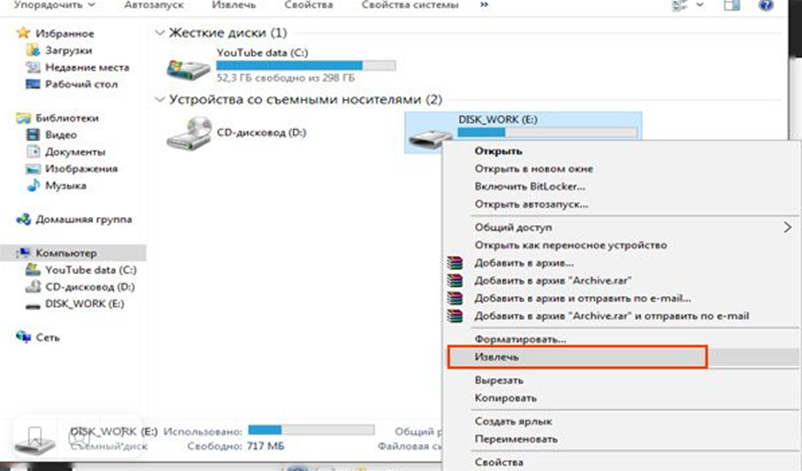 Упорядочить Автозапуск Извлечь Свойства Свойства системы »
Избранное
Загрузки
Недавние места
Рабочий стол
Библиотеки
Видео
Документы
Изображения
Музыка
Домашняя группа
Компьютер
YouTube data (C:)
CD-дисковод (D:)
DISK_WORK (E:)
Сеть
Жесткие диски (1)
YouTube data (C:)
52,3 ГБ свободно из 298 ГБ
Устройства со съемными носителями (2)
CD-дисковод (D:)
DISK_WORK (E:)
Открыть
Открыть в новом окне
Включить BitLocker...
Открыть автозапуск...
Общий доступ
Открыть как переносное устройство
Добавить в архив...
Добавить в архив "Archive.rar"
Добавить в архив и отправить по e-mail...
Добавить в архив "Archive.rar" и отправить по e-mail
Форматировать...
Извлечь
Вырезать
Копировать
Создать ярлык
Переименовать
Свойства
DISK_WORK (E:) Использовано: Общий р
Съемный диск Свободно: 717 МБ Файловая си